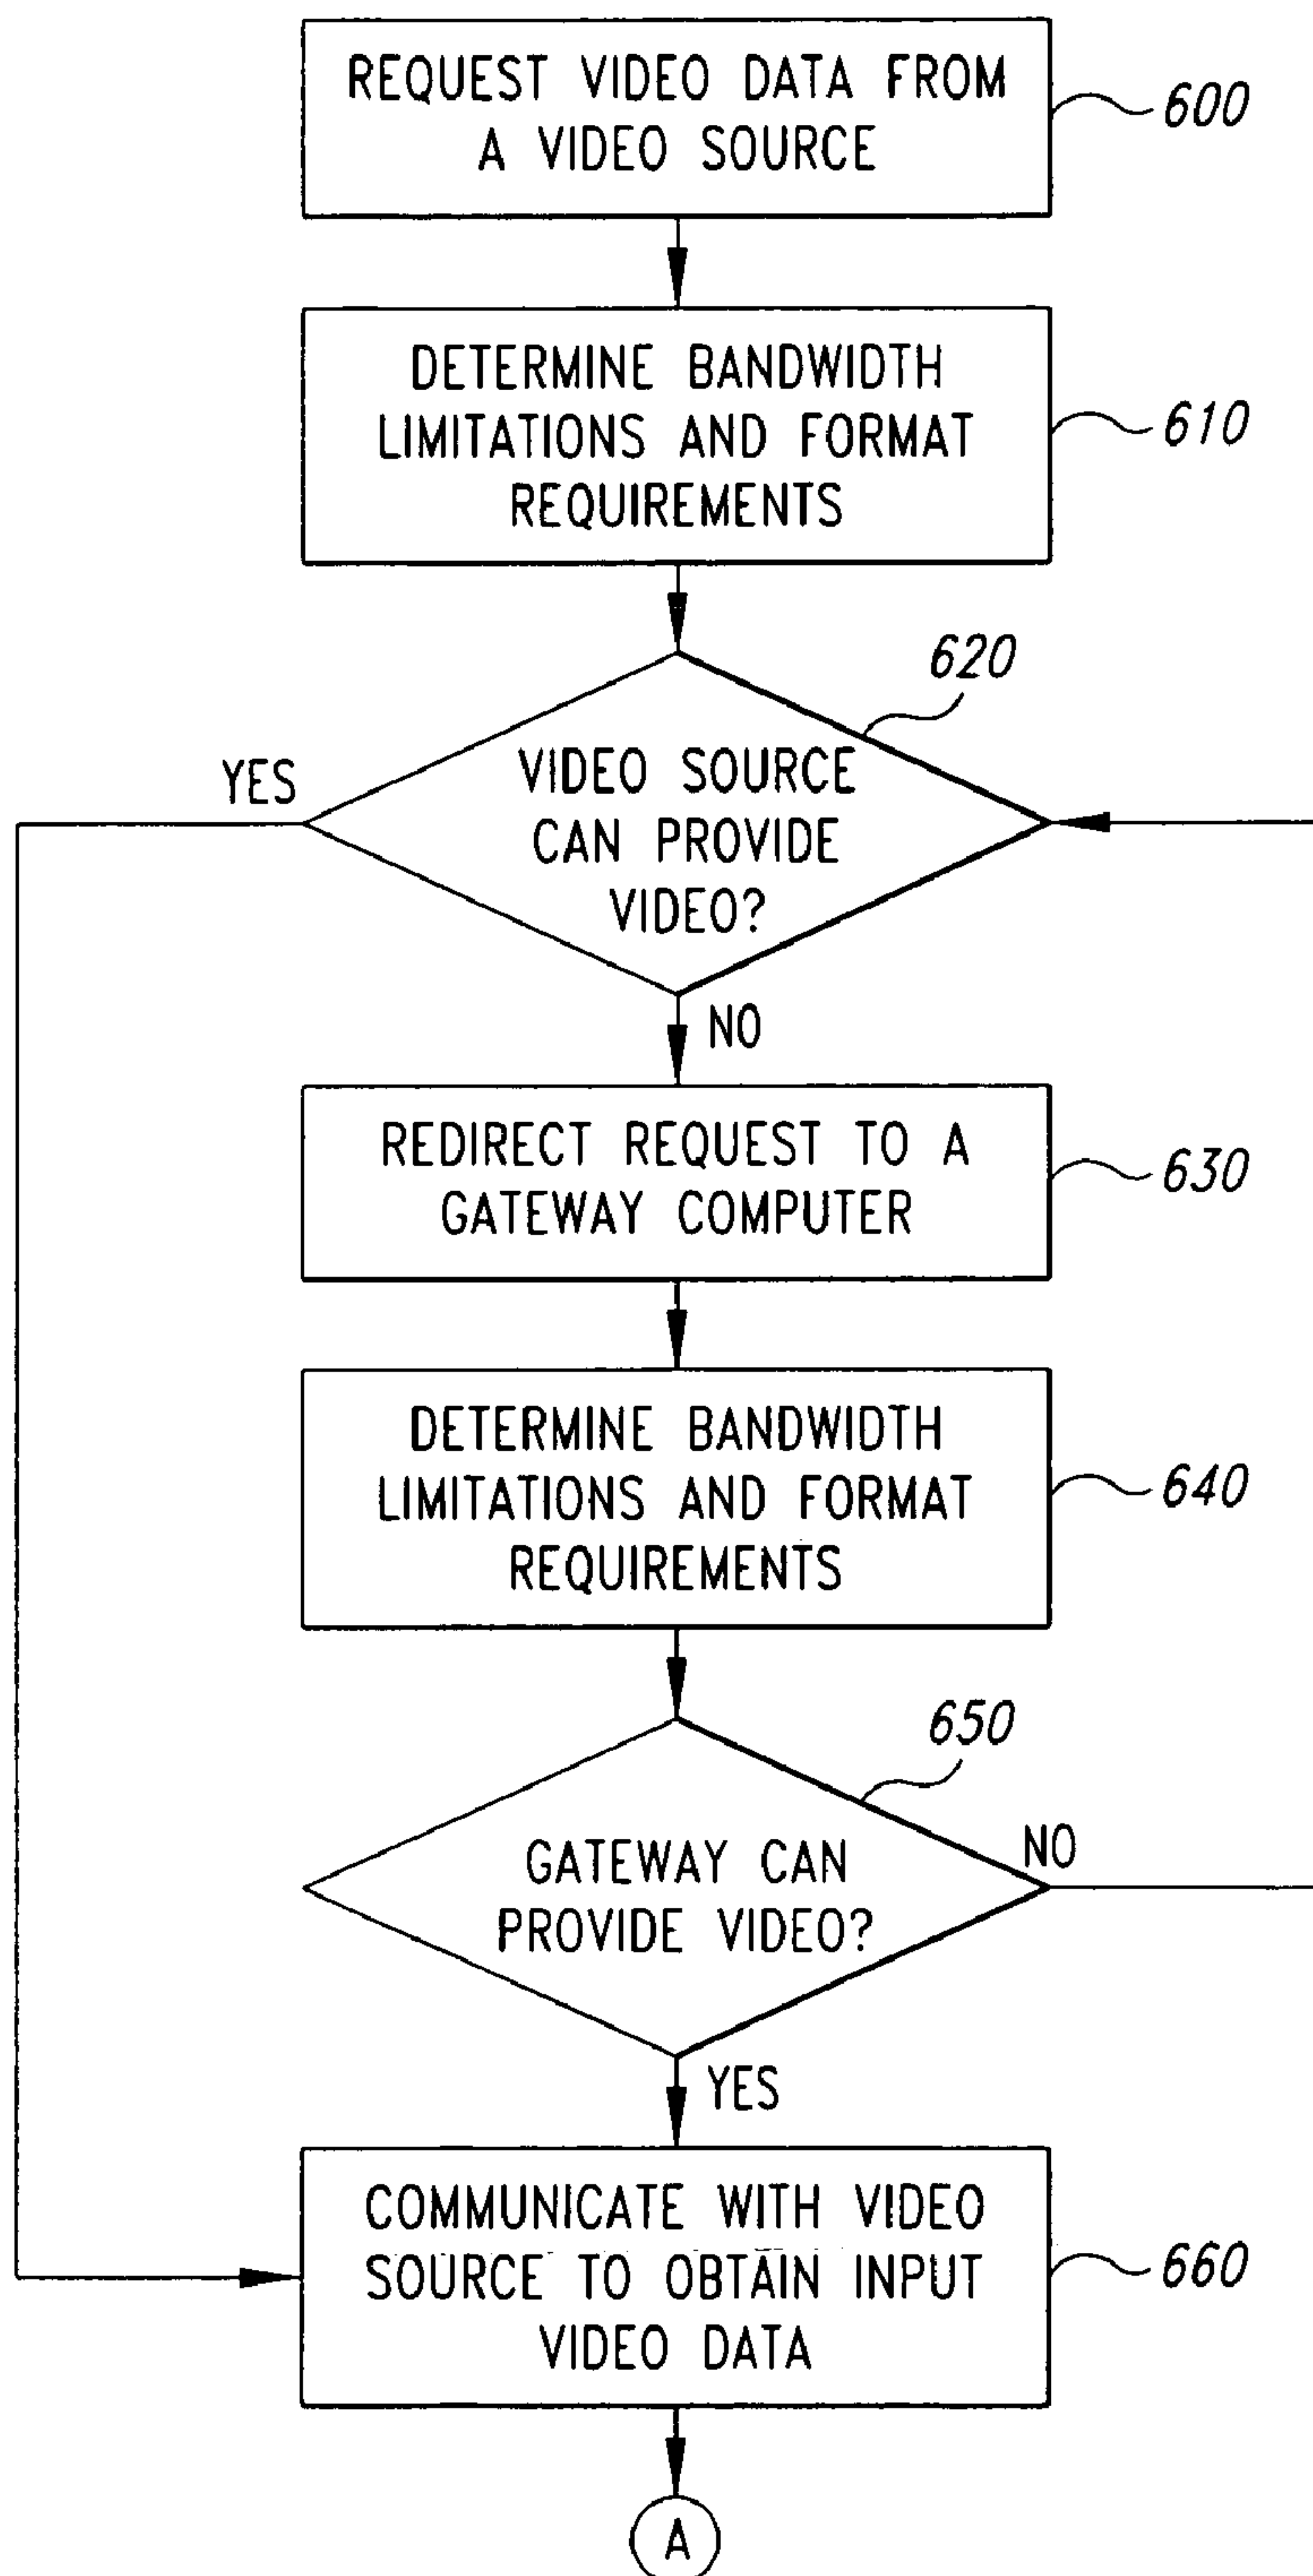 REQUEST VIDEO DATA FROM
A VIDEO SOURCE
600
DETERMINE BANDWIDTH
LIMITATIONS AND FORMAT
REQUIREMENTS
610
620
YES
VIDEO SOURCE
CAN PROVIDE
VIDEO?
NO
REDIRECT REQUEST TO A
GATEWAY COMPUTER
630
DETERMINE BANDWIDTH
LIMITATIONS AND FORMAT
REQUIREMENTS
640
650
GATEWAY CAN
PROVIDE VIDEO?
NO
YES
COMMUNICATE WITH VIDEO
SOURCE TO OBTAIN INPUT
VIDEO DATA
660
A